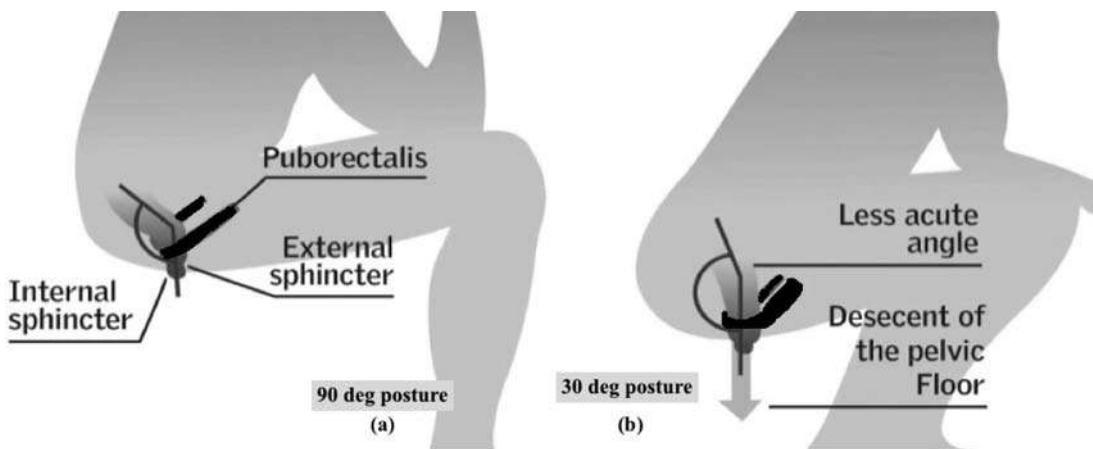 Puborectalis
External
sphincter
Internal
sphincter
90 deg posture
(a)
Less acute
angle
Desecent of
the pelvic
Floor
30 deg posture
(b)